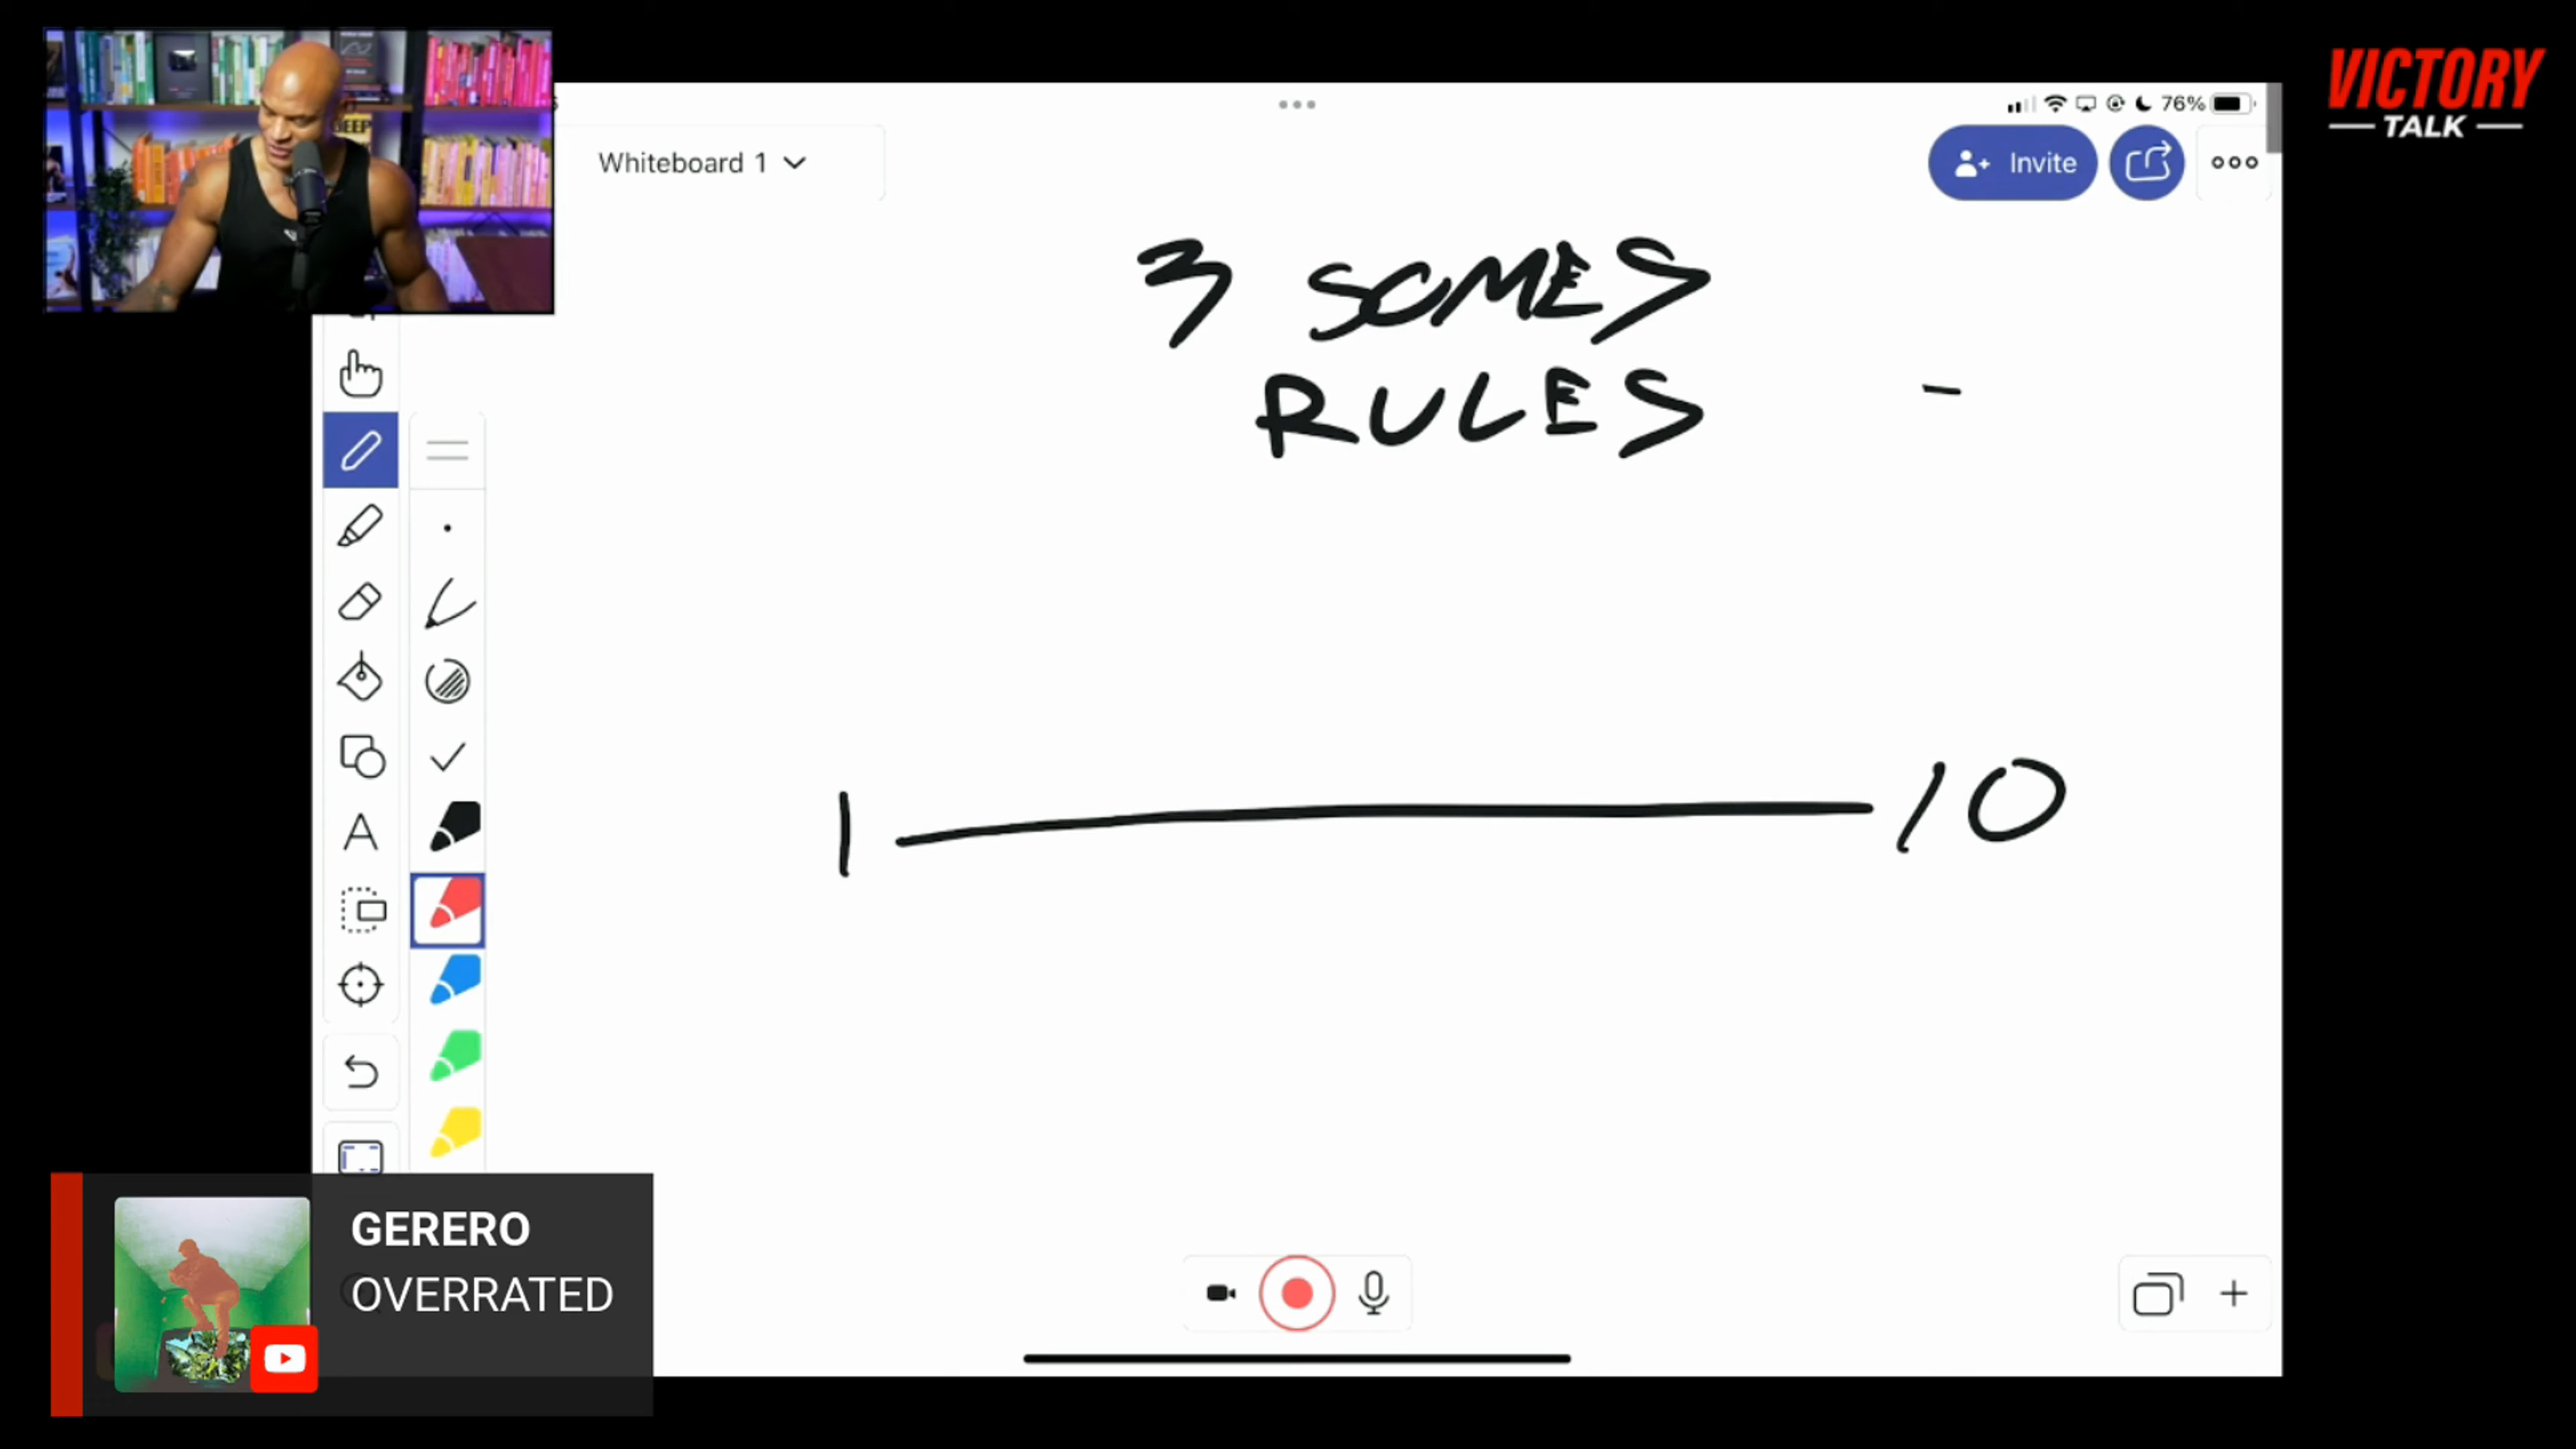 VICTORY
TALK
76%
Whiteboard 1
Invite
3 SOMES
RULES -
1
10
A
GERERO
OVERRATED